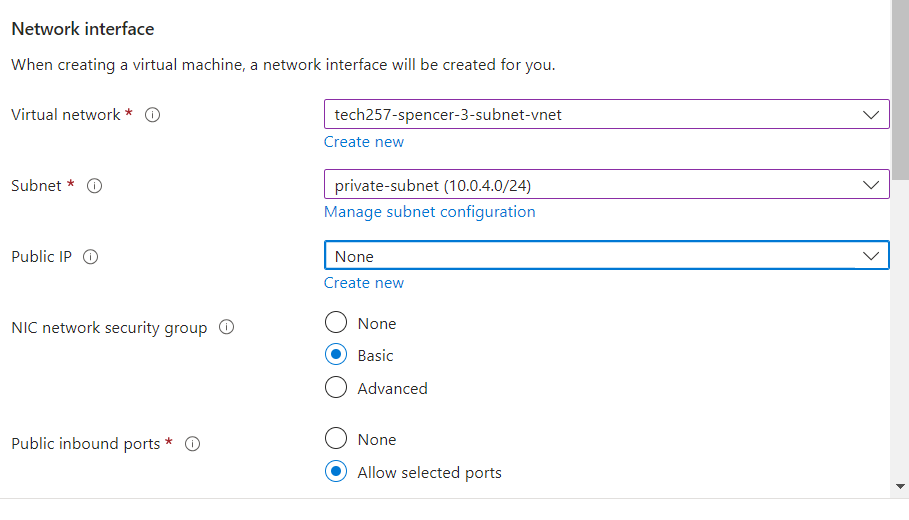 Network interface
When creating a virtual machine, a network interface will be created for you.
Virtual network *
tech257-spencer-3-subnet-vnet
Create new
Subnet *
private-subnet (10.0.4.0/24)
Manage subnet configuration
Public IP
None
Create new
NIC network security group
None
Basic
Advanced
Public inbound ports *
None
Allow selected ports